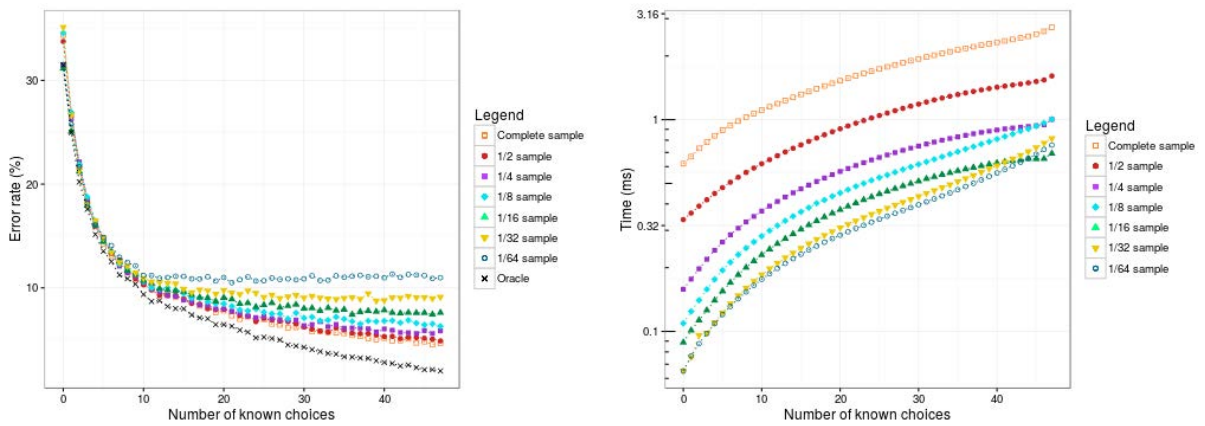 30
20
10
Error rate (%)
0
10
20
30
40
Number of known choices
Legend
Complete sample
1/2 sample
1/4 sample
1/8 sample
1/16 sample
1/32 sample
1/64 sample
Oracle
3.16
1
0.32
0.1
Time (ms)
0
10
20
30
40
Number of known choices
Legend
Complete sample
1/2 sample
1/4 sample
1/8 sample
1/16 sample
1/32 sample
1/64 sample